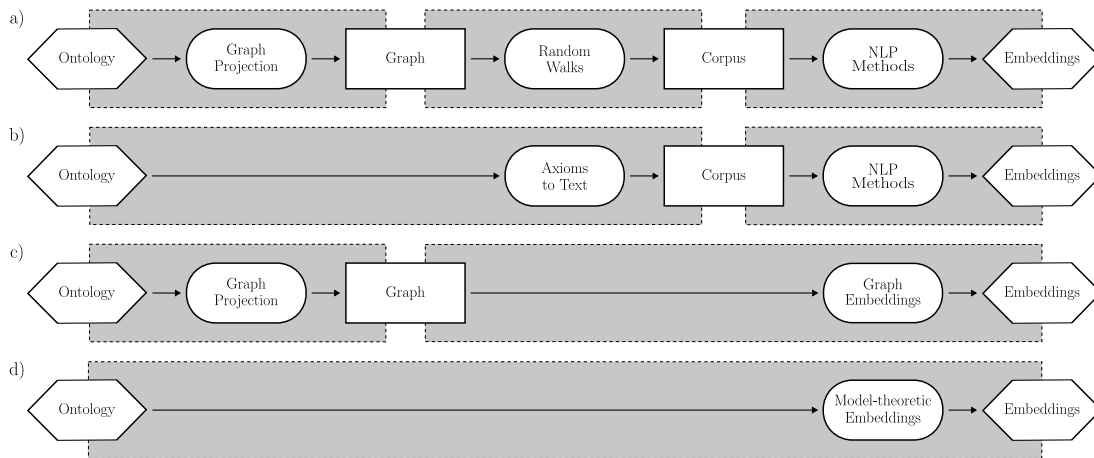 a)
Ontology
Graph
Projection
Graph
Random
Walks
Corpus
NLP
Methods
Embeddings
b)
Ontology
Axioms
to Text
Corpus
NLP
Methods
Embeddings
c)
Ontology
Graph
Projection
Graph
Graph
Embeddings
Embeddings
d)
Ontology
Model-theoretic
Embeddings
Embeddings